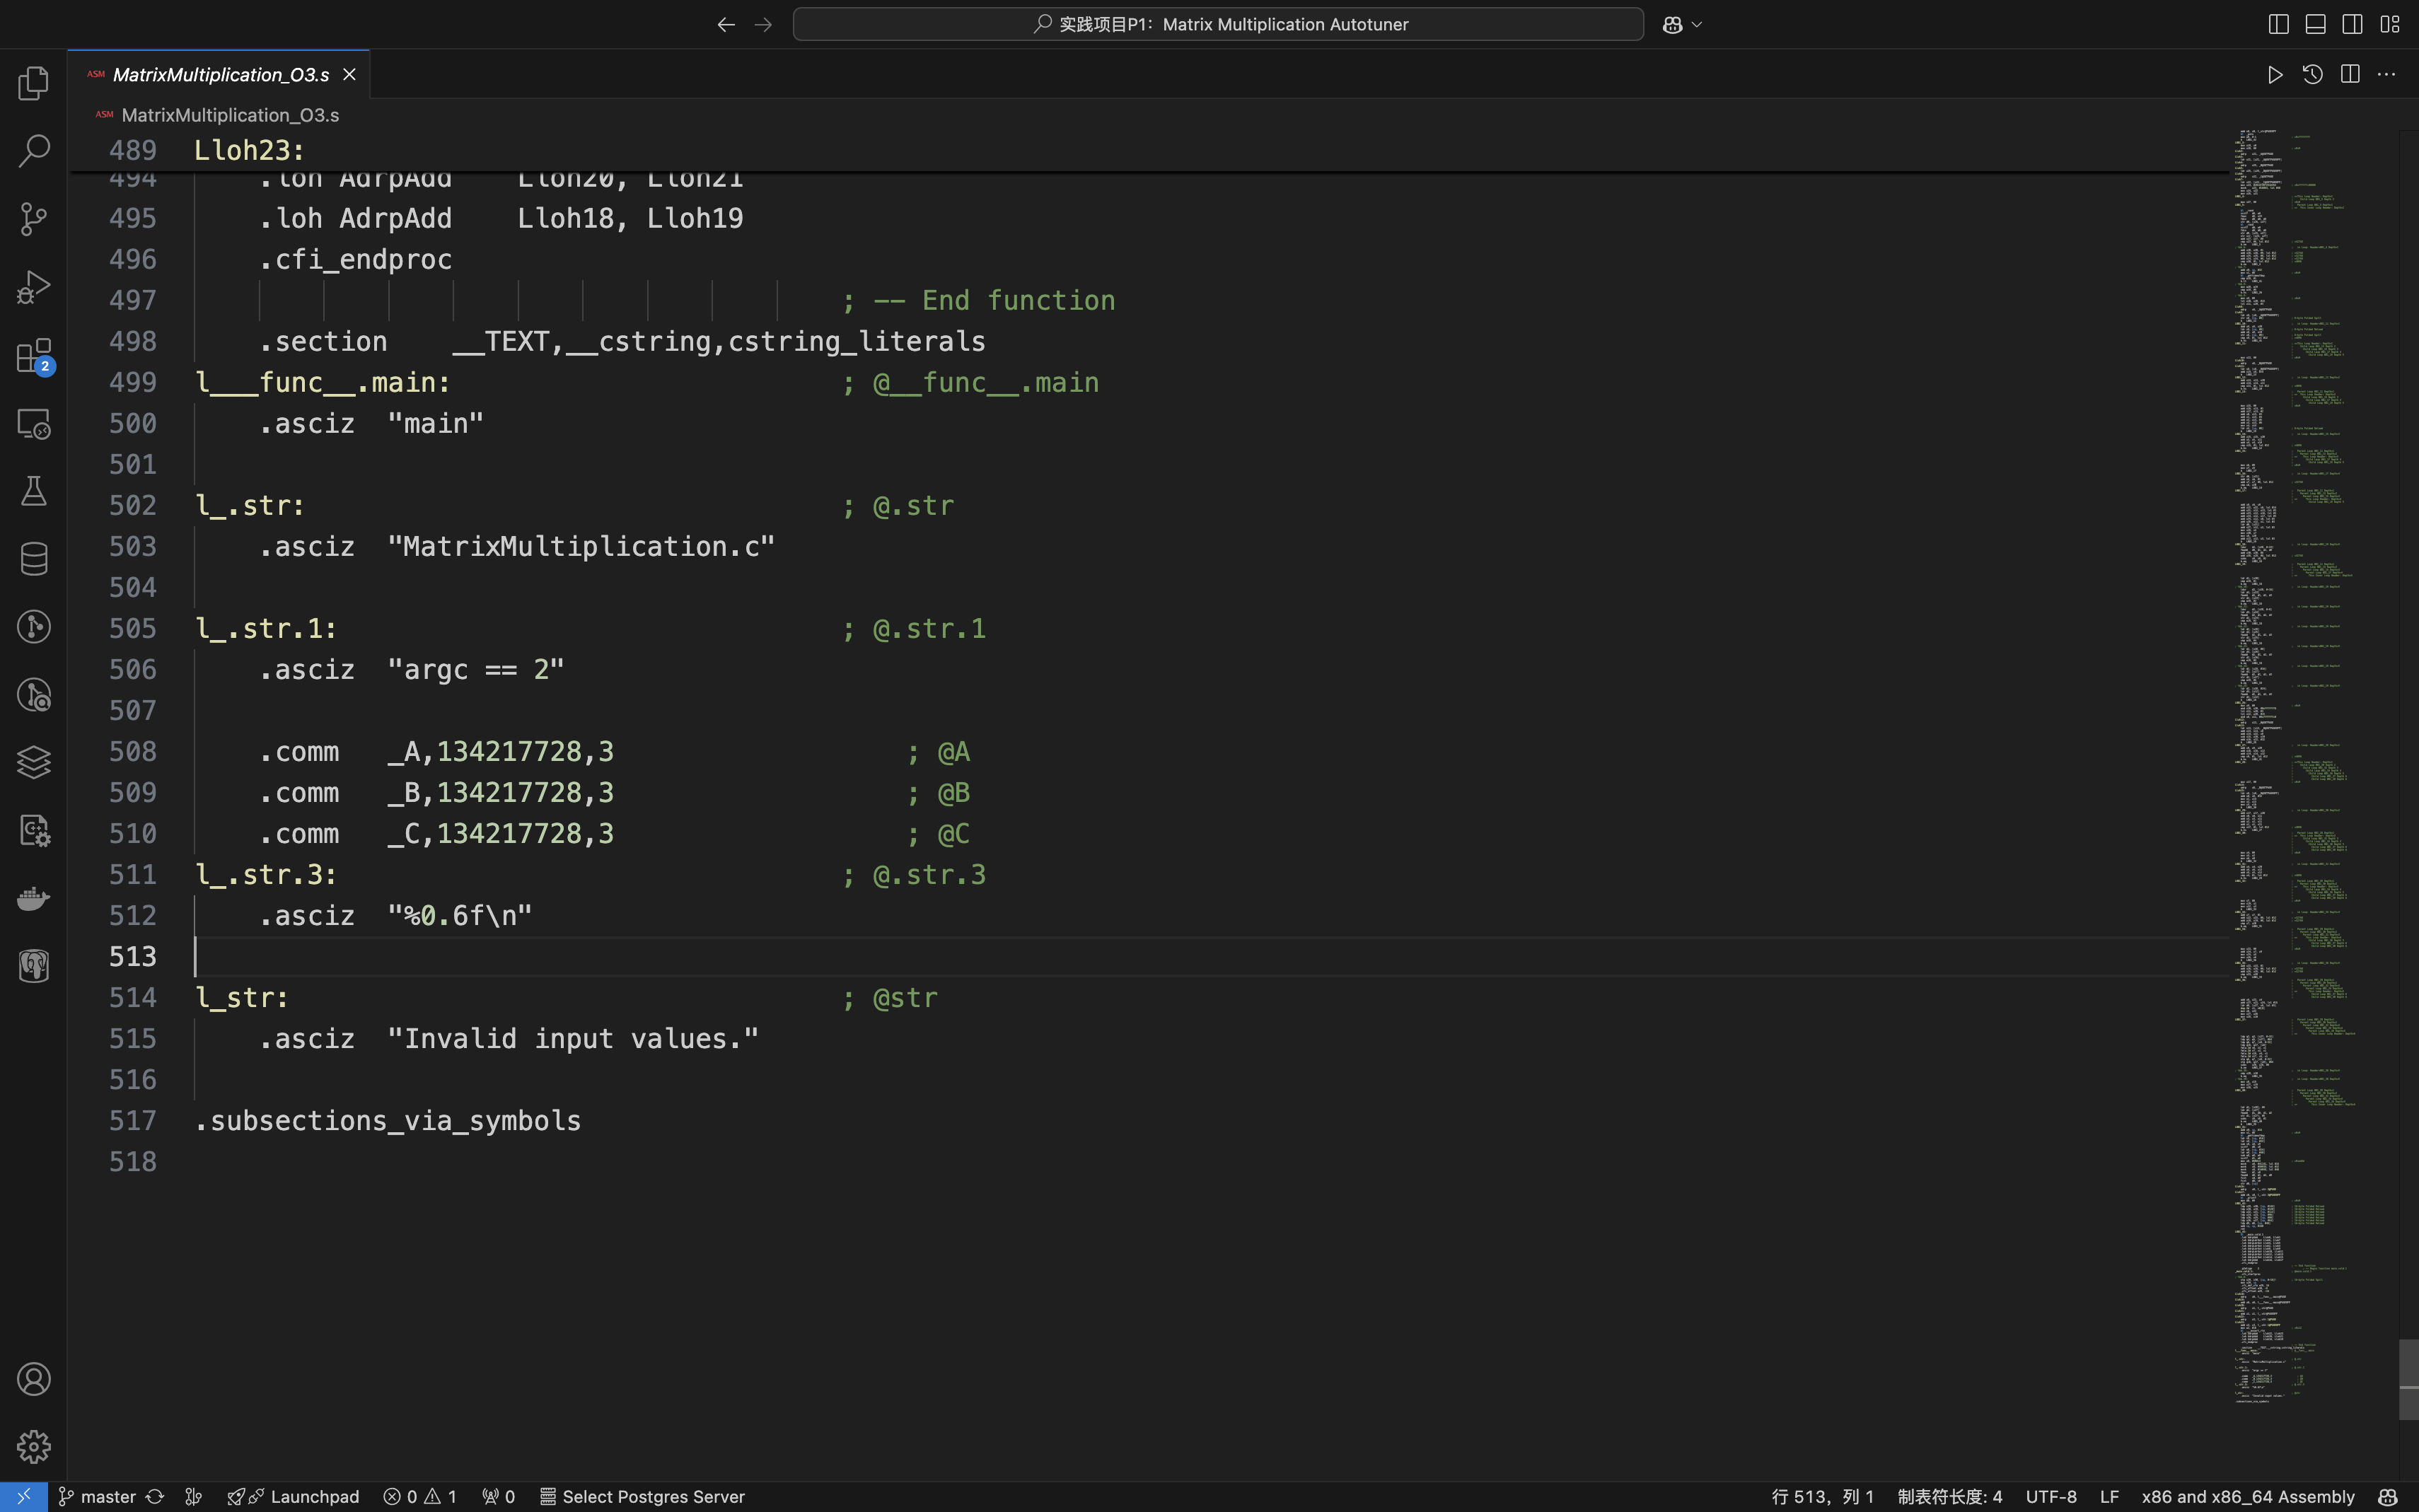 实践项目P1：Matrix Multiplication Autotuner
ASM MatrixMultiplication_O3.s
ASM MatrixMultiplication_O3.s
489 Lloh23:
494 .loh AdrpAdd Lloh20, Lloh21
495 .loh AdrpAdd Lloh18, Lloh19
496 .cfi_endproc
497 ; -- End function
498 .section __TEXT,__cstring,cstring_literals
499 l___func__.main: ; @__func__.main
500 .asciz "main"
501
502 l_.str: ; @.str
503 .asciz "MatrixMultiplication.c"
504
505 l_.str.1: ; @.str.1
506 .asciz "argc == 2"
507
508 .comm _A,134217728,3 ; @A
509 .comm _B,134217728,3 ; @B
510 .comm _C,134217728,3 ; @C
511 l_.str.3: ; @.str.3
512 .asciz "%0.6f\n"
513
514 l_str: ; @str
515 .asciz "Invalid input values."
516
517 .subsections_via_symbols
518
2
master Launchpad 0 1 0 Select Postgres Server 行 513，列 1 制表符长度: 4 UTF-8 LF x86 and x86_64 Assembly